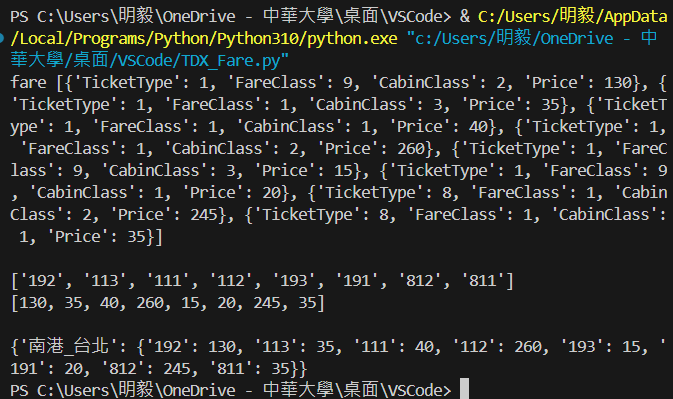 PS C:\Users\明毅\OneDrive - 中華大學\桌面\VSCode> & C:/Users/明毅/AppData
/Local/Programs/Python/Python310/python.exe "c:/Users/明毅/OneDrive - 中
華大學/桌面/VSCode/TDX_Fare.py"
fare [{'TicketType': 1, 'FareClass': 9, 'CabinClass': 2, 'Price': 130}, {
'TicketType': 1, 'FareClass': 1, 'CabinClass': 3, 'Price': 35}, {'TicketT
ype': 1, 'FareClass': 1, 'CabinClass': 1, 'Price': 40}, {'TicketType': 1,
 'FareClass': 1, 'CabinClass': 2, 'Price': 260}, {'TicketType': 1, 'FareC
lass': 9, 'CabinClass': 3, 'Price': 15}, {'TicketType': 1, 'FareClass': 9
, 'CabinClass': 1, 'Price': 20}, {'TicketType': 8, 'FareClass': 1, 'Cabin
Class': 2, 'Price': 245}, {'TicketType': 8, 'FareClass': 1, 'CabinClass':
 1, 'Price': 35}]
['192', '113', '111', '112', '193', '191', '812', '811']
[130, 35, 40, 260, 15, 20, 245, 35]
{'南港_台北': {'192': 130, '113': 35, '111': 40, '112': 260, '193': 15, '
191': 20, '812': 245, '811': 35}}
PS C:\Users\明毅\OneDrive - 中華大學\桌面\VSCode>